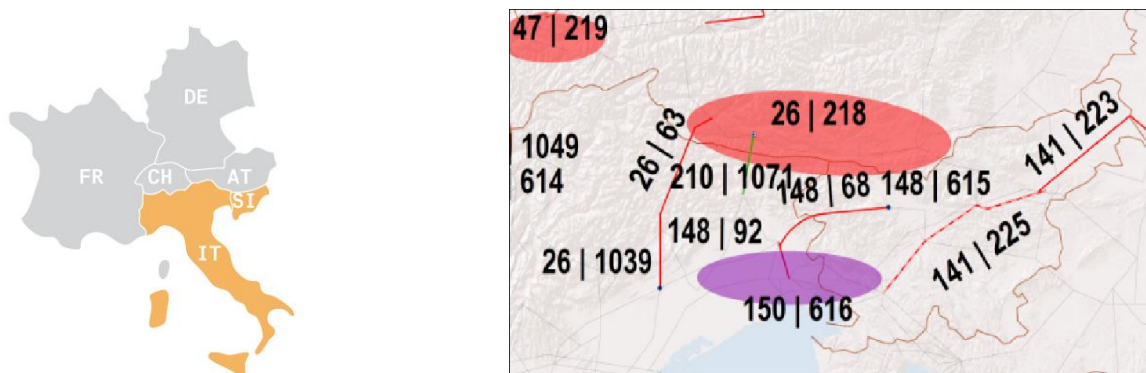 DE
FR
CH
AT
SI
IT
47 | 219
26 | 218
26 | 63
141 | 223
| 1049
614
210 | 1071
148 | 68
148 | 615
148 | 92
26 | 1039
141 | 225
150 | 616